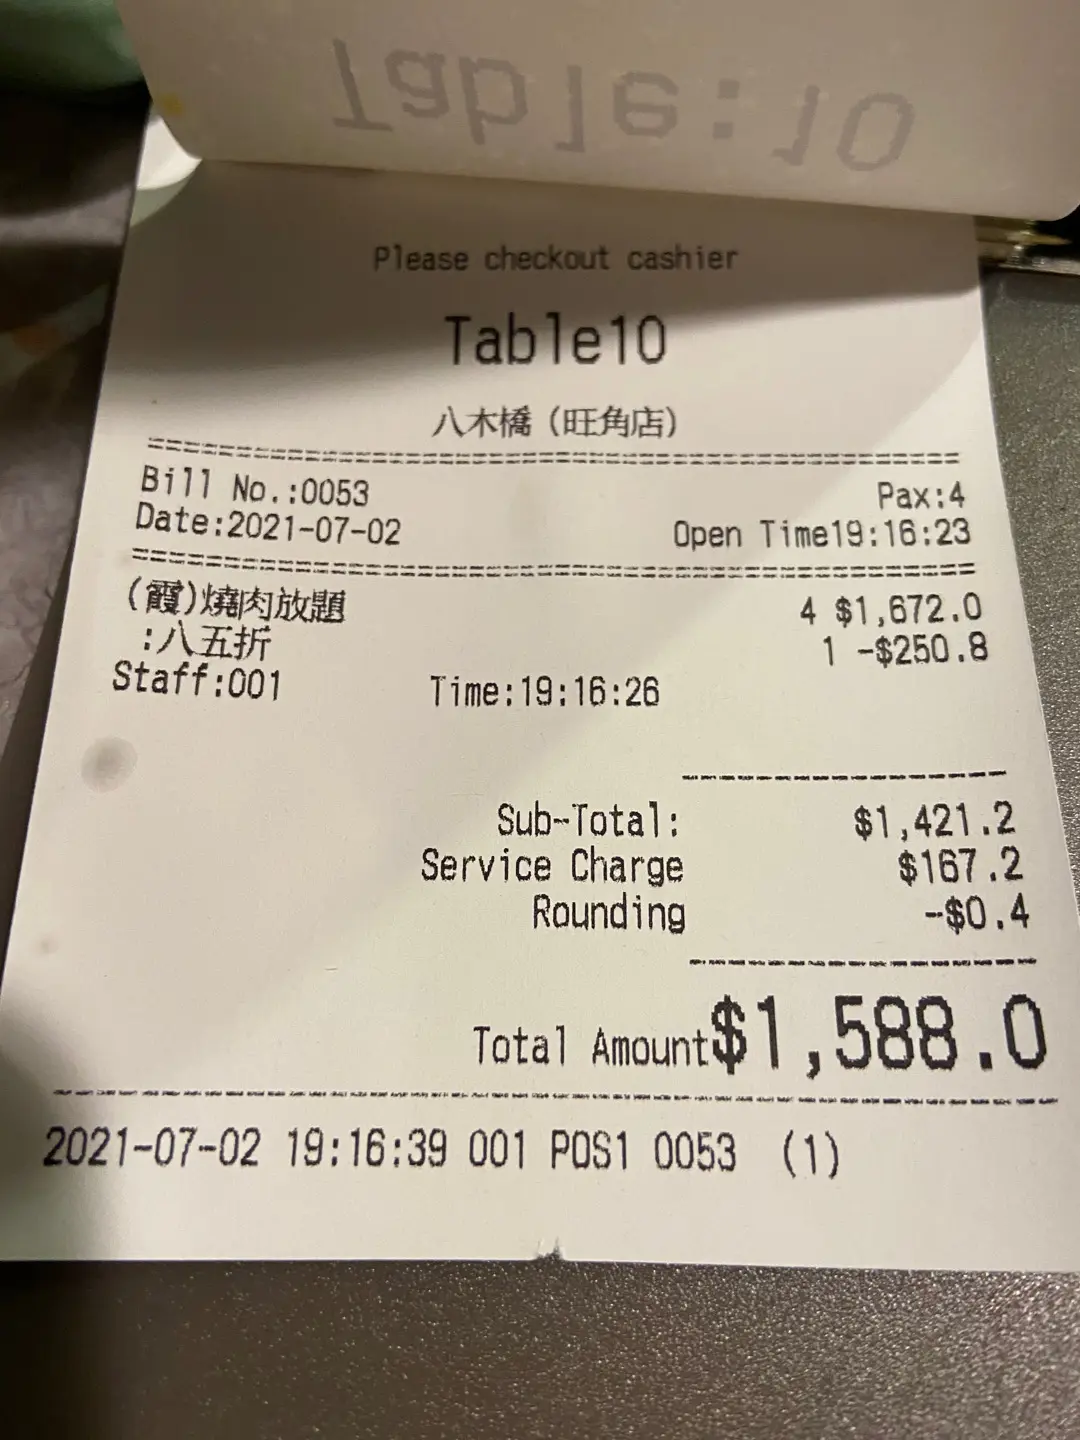 Table:10
Please checkout cashier
Table10
八木橋 (旺角店)
Bill No.:0053 Pax:4
Date:2021-07-02 Open Time19:16:23
(霞)燒肉放題 4 $1,672.0
:八五折 1 -$250.8
Staff:001 Time:19:16:26
Sub-Total: $1,421.2
Service Charge $167.2
Rounding -$0.4
Total Amount$1,588.0
2021-07-02 19:16:39 001 POS1 0053 (1)